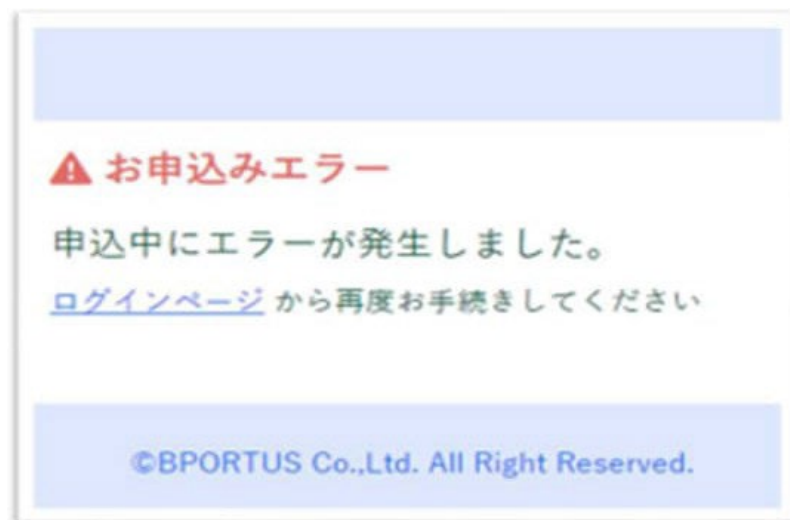 お申込みエラー
申込中にエラーが発生しました。
ログインページ から再度お手続きしてください
©BPORTUS Co.,Ltd. All Right Reserved.